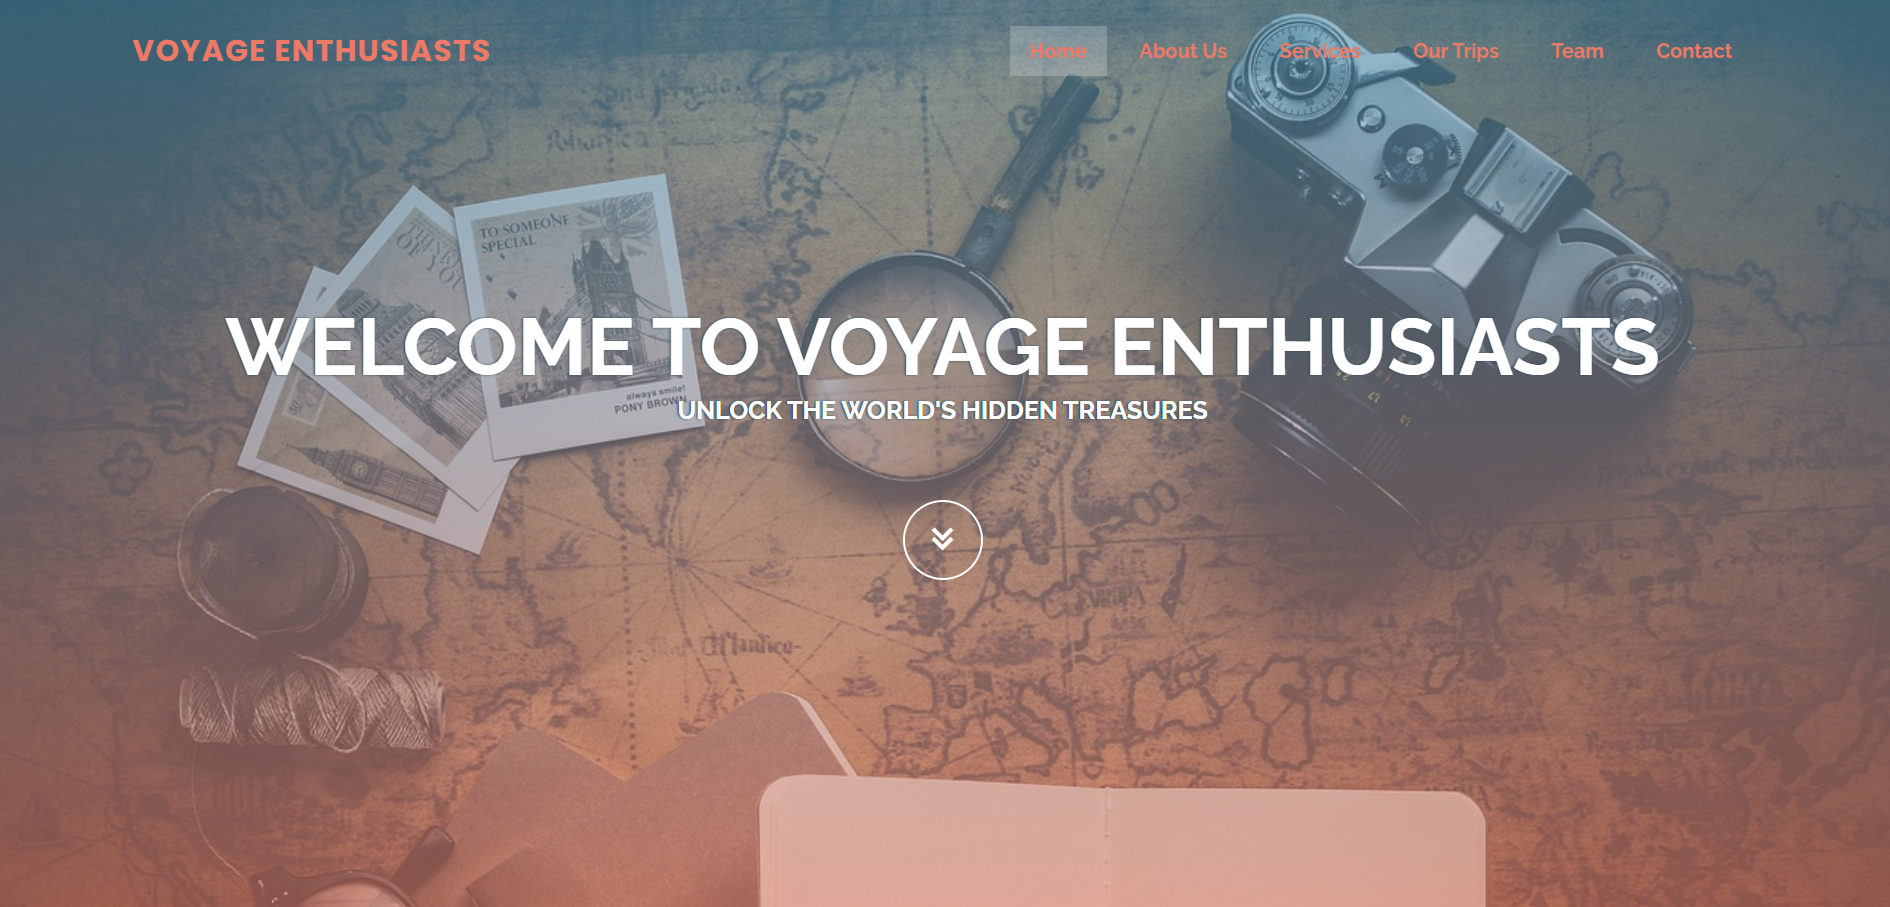 VOYAGE ENTHUSIASTS
Home
About Us
Services
Our Trips
Team
Contact
TO SOMEONE
SPECIAL
THINKING
OF YOU
WELCOME TO VOYAGE ENTHUSIASTS
always smile!
PONY BROWN
UNLOCK THE WORLD'S HIDDEN TREASURES